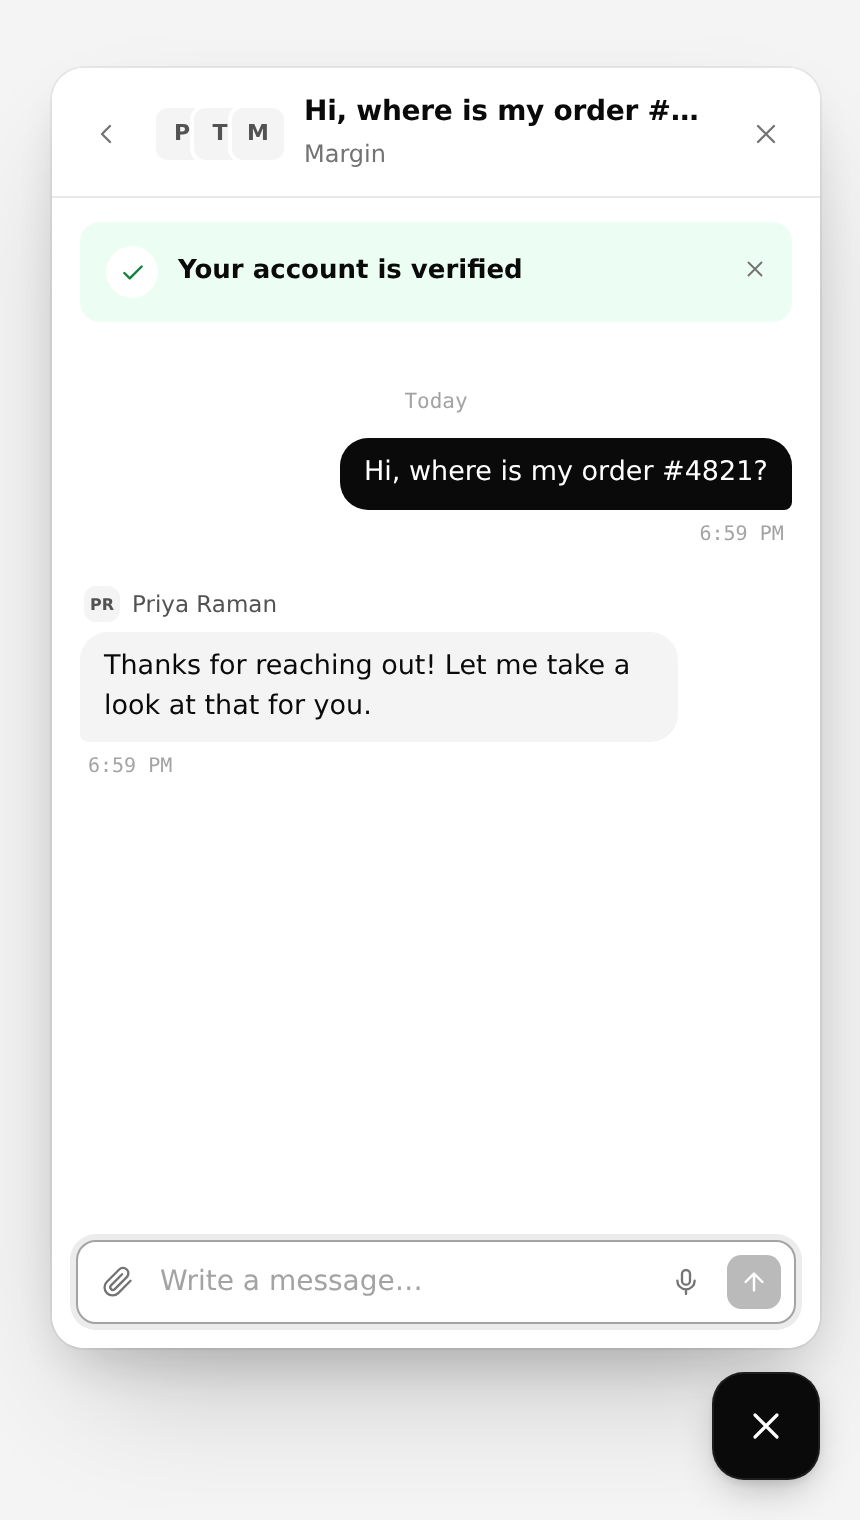 P T M
Hi, where is my order #...
Margin
Your account is verified
Today
Hi, where is my order #4821?
6:59 PM
PR Priya Raman
Thanks for reaching out! Let me take a
look at that for you.
6:59 PM
Write a message...